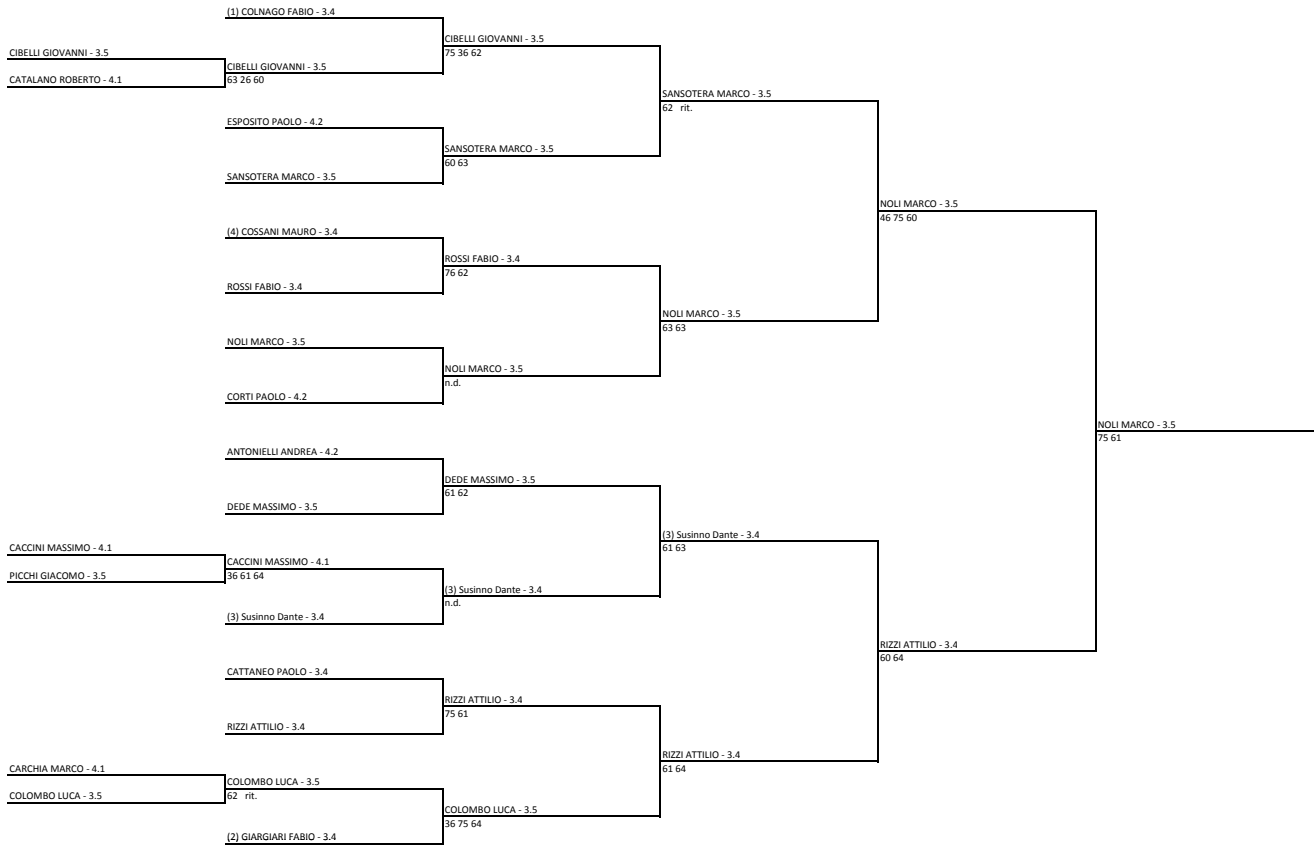 (1) COLNAGO FABIO - 3.4
CIBELLI GIOVANNI - 3.5
75 36 62
CIBELLI GIOVANNI - 3.5
CIBELLI GIOVANNI - 3.5
63 26 60
CATALANO ROBERTO - 4.1
SANSOTERA MARCO - 3.5
62 rit.
ESPOSITO PAOLO - 4.2
SANSOTERA MARCO - 3.5
60 63
SANSOTERA MARCO - 3.5
NOLI MARCO - 3.5
46 75 60
(4) COSSANI MAURO - 3.4
ROSSI FABIO - 3.4
76 62
ROSSI FABIO - 3.4
NOLI MARCO - 3.5
63 63
NOLI MARCO - 3.5
NOLI MARCO - 3.5
n.d.
CORTI PAOLO - 4.2
NOLI MARCO - 3.5
75 61
ANTONIELLI ANDREA - 4.2
DEDE MASSIMO - 3.5
61 62
DEDE MASSIMO - 3.5
(3) Susinno Dante - 3.4
61 63
CACCINI MASSIMO - 4.1
CACCINI MASSIMO - 4.1
36 61 64
PICCHI GIACOMO - 3.5
(3) Susinno Dante - 3.4
n.d.
(3) Susinno Dante - 3.4
RIZZI ATTILIO - 3.4
60 64
CATTANEO PAOLO - 3.4
RIZZI ATTILIO - 3.4
75 61
RIZZI ATTILIO - 3.4
RIZZI ATTILIO - 3.4
61 64
CARCHIA MARCO - 4.1
COLOMBO LUCA - 3.5
62 rit.
COLOMBO LUCA - 3.5
COLOMBO LUCA - 3.5
36 75 64
(2) GIARGIARI FABIO - 3.4